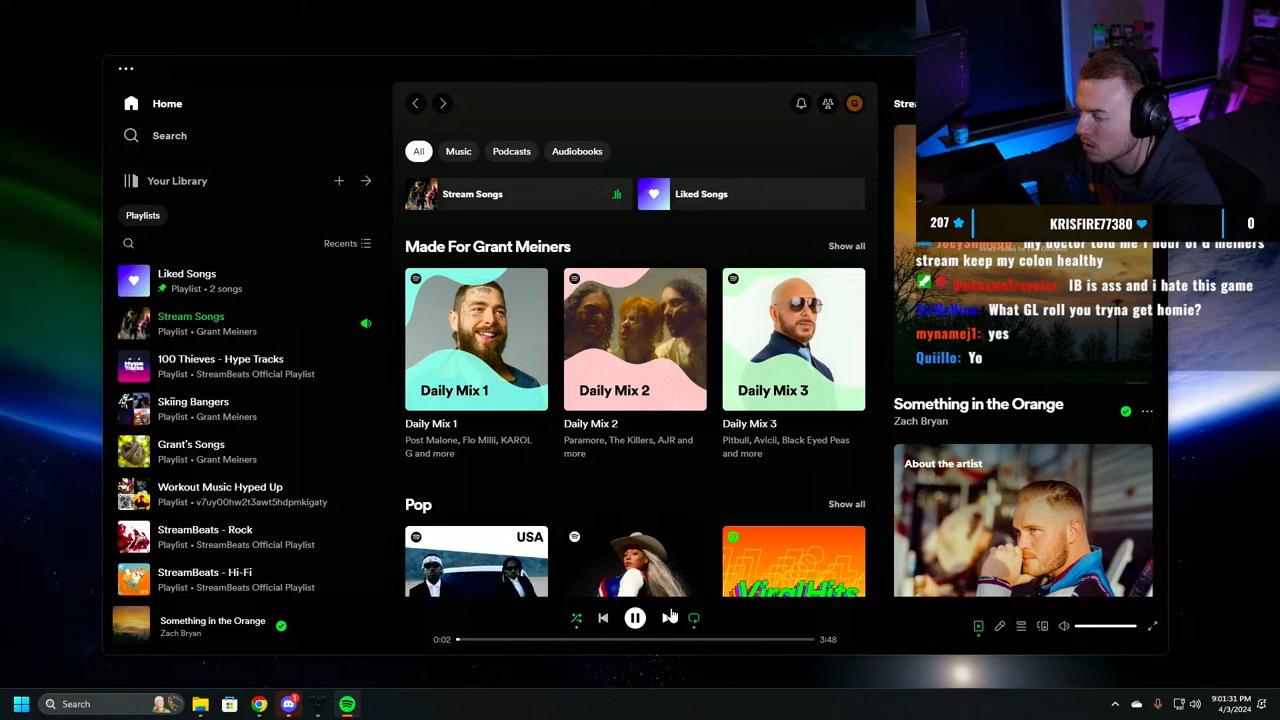 Home
Search
Your Library
Playlists
Recents
Liked Songs
Playlist • 2 songs
Stream Songs
Playlist • Grant Meiners
100 Thieves - Hype Tracks
Playlist • StreamBeats Official Playlist
Skiing Bangers
Playlist • Grant Meiners
Grant's Songs
Playlist • Grant Meiners
Workout Music Hyped Up
Playlist • v7uy00hw2t3awt5hdpmkigaty
StreamBeats - Rock
Playlist • StreamBeats Official Playlist
StreamBeats - Hi-Fi
Playlist • StreamBeats Official Playlist
Something in the Orange
Zach Bryan
G
All
Music
Podcasts
Audiobooks
Stream Songs
Liked Songs
Made For Grant Meiners
Show all
Daily Mix 1
Daily Mix 2
Daily Mix 3
Daily Mix 1
Post Malone, Flo Milli, KAROL
G and more
Daily Mix 2
Paramore, The Killers, AJR and
more
Daily Mix 3
Pitbull, Avicii, Black Eyed Peas
and more
Pop
Show all
USA
Viral Hits
0:02
3:48
Stre
207
KRISFIRE77380
0
my doctor told me 1 hour of G meiners
stream keep my colon healthy
UnknownTraveler IB is ass and i hate this game
What GL roll you tryna get homie?
mynamej1: yes
Quiillo: Yo
Something in the Orange
Zach Bryan
About the artist
Search
1
9:01:31 PM
4/3/2024